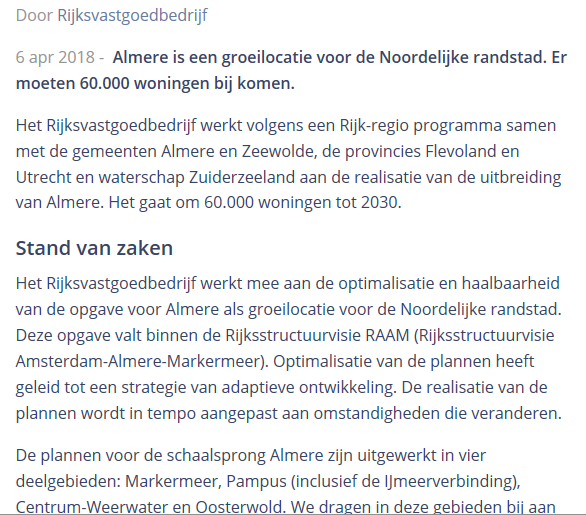 Door Rijksvastgoedbedrijf
6 apr 2018 - Almere is een groeilocatie voor de Noordelijke randstad. Er
moeten 60.000 woningen bij komen.
Het Rijksvastgoedbedrijf werkt volgens een Rijk-regio programma samen
met de gemeenten Almere en Zeewolde, de provincies Flevoland en
Utrecht en waterschap Zuiderzeeland aan de realisatie van de uitbreiding
van Almere. Het gaat om 60.000 woningen tot 2030.
Stand van zaken
Het Rijksvastgoedbedrijf werkt mee aan de optimalisatie en haalbaarheid
van de opgave voor Almere als groeilocatie voor de Noordelijke randstad.
Deze opgave valt binnen de Rijksstructuurvisie RAAM (Rijksstructuurvisie
Amsterdam-Almere-Markermeer). Optimalisatie van de plannen heeft
geleid tot een strategie van adaptieve ontwikkeling. De realisatie van de
plannen wordt in tempo aangepast aan omstandigheden die veranderen.
De plannen voor de schaalsprong Almere zijn uitgewerkt in vier
deelgebieden: Markermeer, Pampus (inclusief de IJmeerverbinding),
Centrum-Weerwater en Oosterwold. We dragen in deze gebieden bij aan